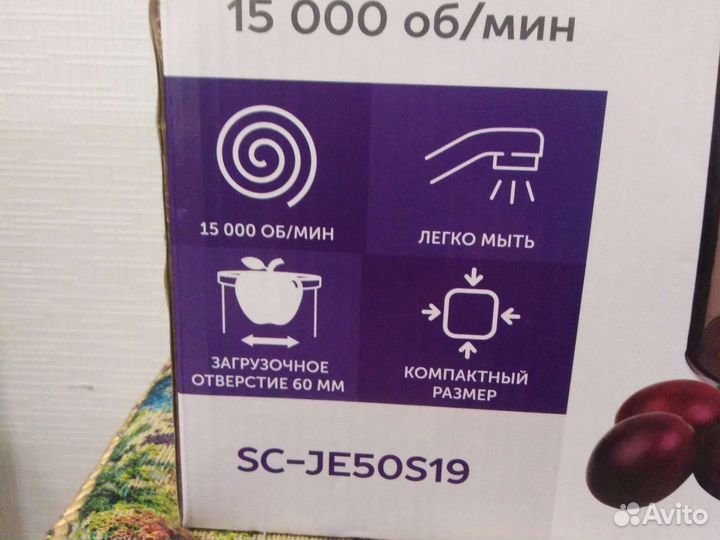 15 000 об/мин
15 000 ОБ/МИН
ЛЕГКО МЫТЬ
ЗАГРУЗОЧНОЕ
ОТВЕРСТИЕ 60 ММ
КОМПАКТНЫЙ
РАЗМЕР
SC-JE50S19
Avito